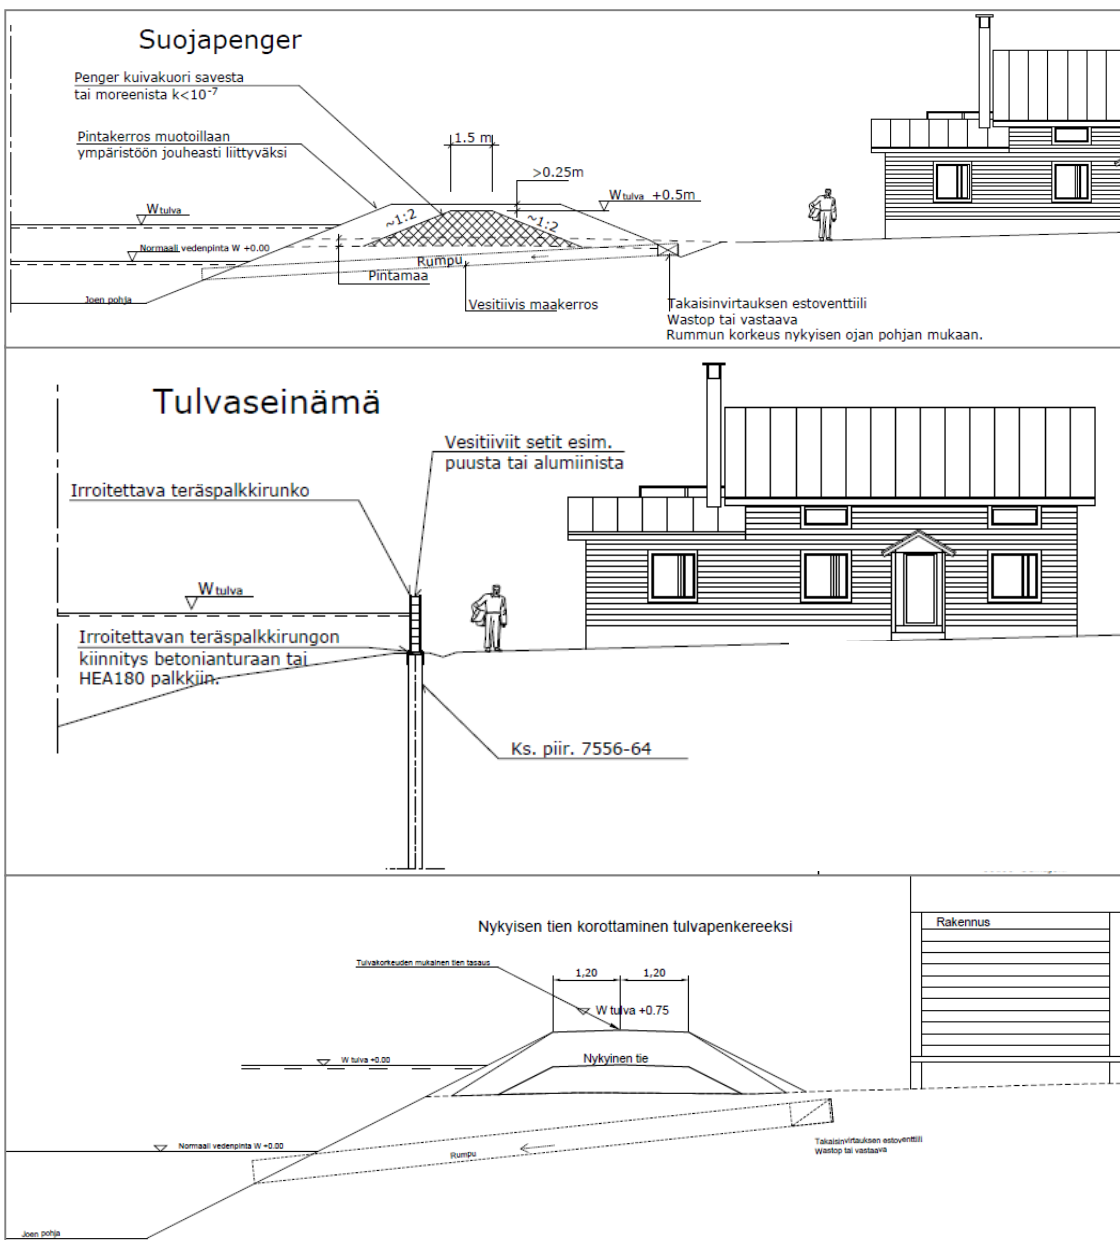 Suojapenger
Penger kuivakuori savesta
tai moreenista k<10⁻⁷
Pintakerros muotoillaan
ympäristöön jouheasti liittyväksi
1.5 m
>0.25m
Wtulva +0.5m
Wtulva
~1:2
~1:2
Normaali vedenpinta W +0.00
Rumpu
Pintamaa
Joen pohja
Vesitiivis maakerros
Takaisinvirtauksen estoventtiili
Wastop tai vastaava
Rummun korkeus nykyisen ojan pohjan mukaan.
Tulvaseinämä
Vesitiiviit setit esim.
puusta tai alumiinista
Irroitettava teräspalkkirunko
Wtulva
Irroitettavan teräspalkkirungon
kiinnitys betonianturaan tai
HEA180 palkkiin.
Ks. piir. 7556-64
Nykyisen tien korottaminen tulvapenkereeksi
Rakennus
Tulvakorkeuden mukainen tien tasaus
1,20
1,20
W tulva +0.75
Nykyinen tie
W tulva +0.00
Normaali vedenpinta W +0.00
Rumpu
Takaisinvirtauksen estoventtiili
Wastop tai vastaava
Joen pohja